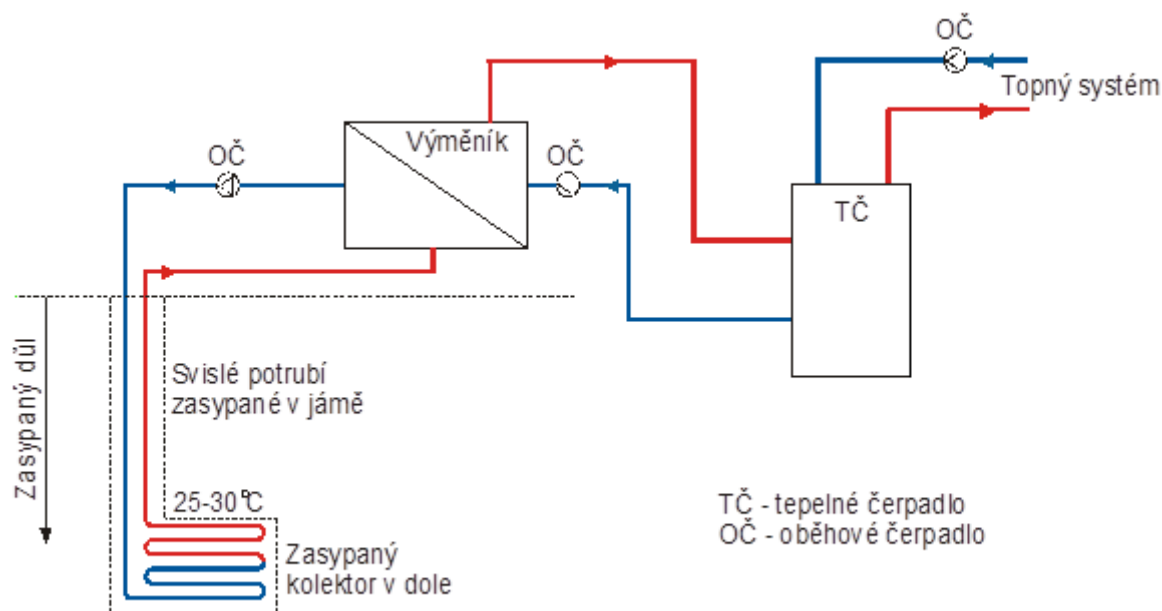 OČ
Topný systém
Výměník
OČ
OČ
TČ
Zasypaný důl
Svislé potrubí
zasypané v jámě
25-30°C
TČ - tepelné čerpadlo
OČ - oběhové čerpadlo
Zasypaný
kolektor v dole